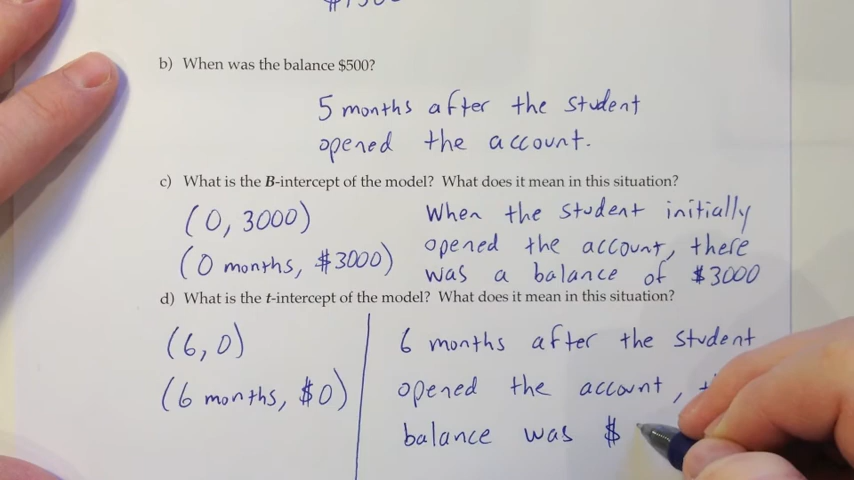 b) When was the balance $500?
5 months after the student
opened the account.
c) What is the B-intercept of the model? What does it mean in this situation?
(0, 3000)
(0 months, $3000)
When the student initially
opened the account, there
was a balance of $3000
d) What is the t-intercept of the model? What does it mean in this situation?
(6, 0)
(6 months, $0)
6 months after the student
opened the account,
balance was $